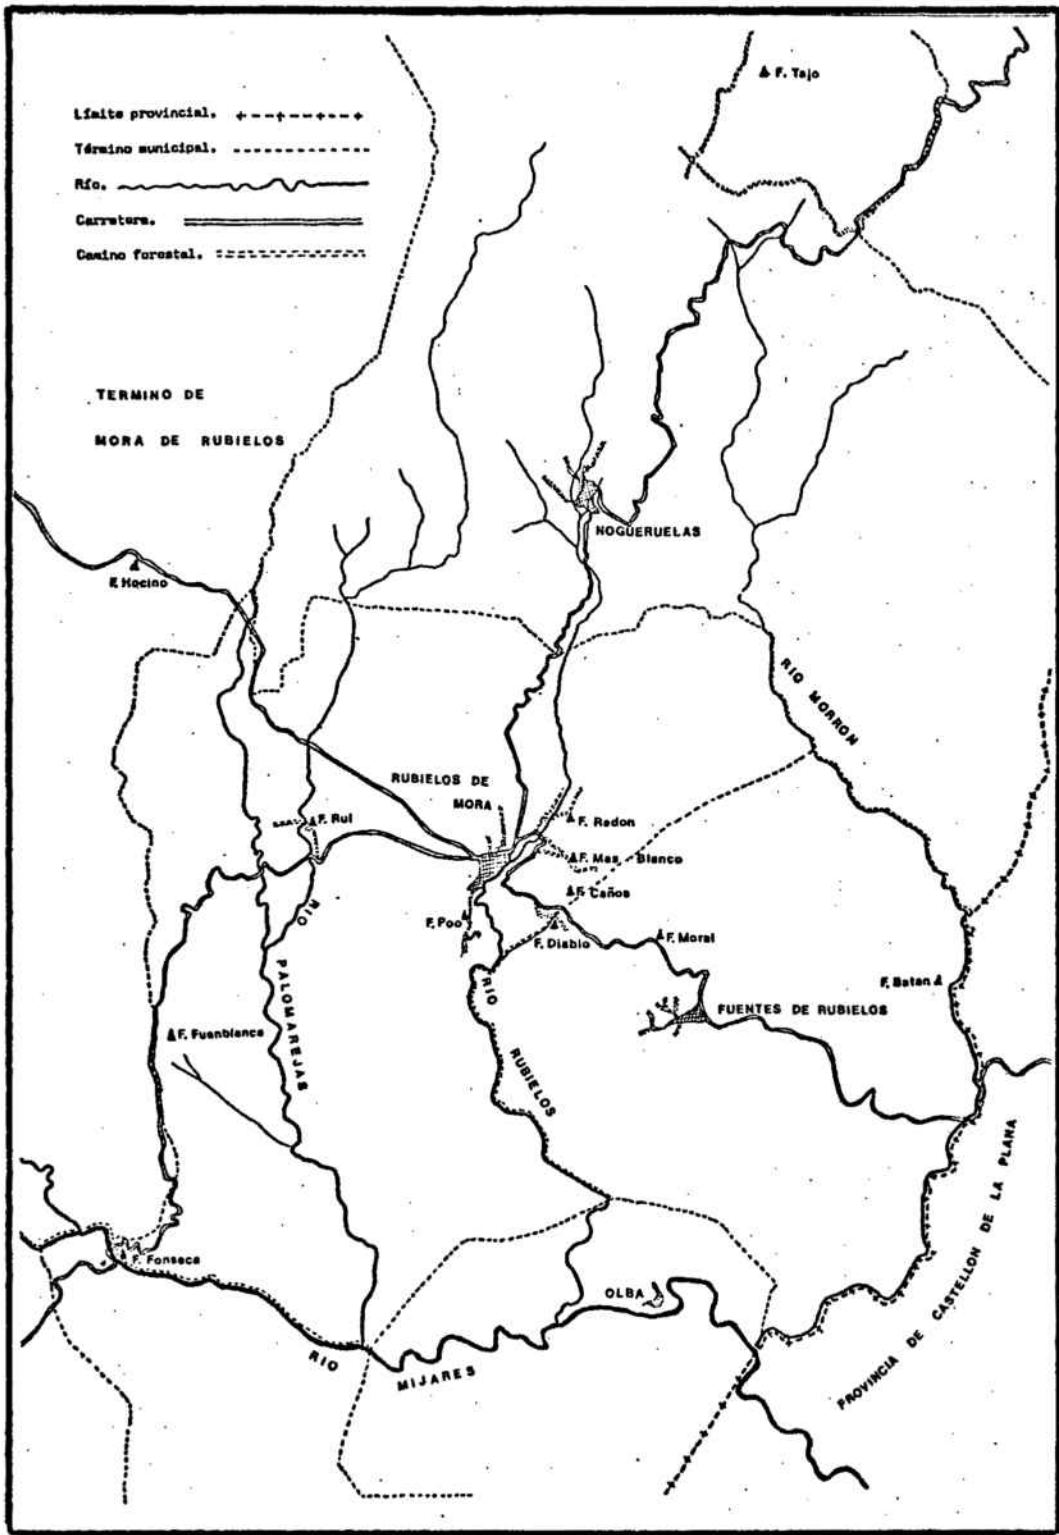 F. Tajo
Límite provincial.
Término municipal.
Río.
Carretera.
Camino forestal.
TERMINO DE
MORA DE RUBIELOS
NOGUERUELAS
F. Hocino
RIO MORRON
RUBIELOS DE
MORA
F. Rul
F. Redon
F. Mas Blanco
F. Caños
F. Poo
F. Diablo
F. Moral
RIO
PALOMAREJAS
F. Batan
FUENTES DE RUBIELOS
F. Fuenblanca
RIO
RUBIELOS
F. Fonseca
OLBA
RIO
MIJARES
PROVINCIA DE CASTELLON DE LA PLANA